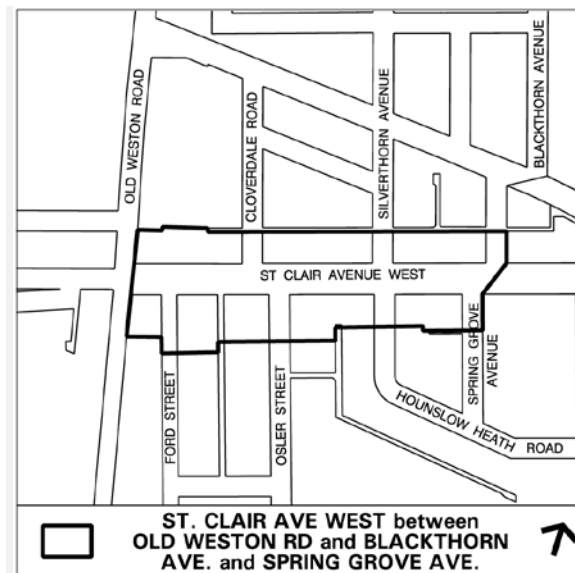 OLD WESTON ROAD
CLOVERDALE ROAD
SILVERTHORN AVENUE
BLACKTHORN
AVENUE
ST CLAIR AVENUE WEST
FORD STREET
OSLER STREET
SPRING GROVE
AVENUE
HOUNSLOW HEATH ROAD
ST. CLAIR AVE WEST between
OLD WESTON RD and BLACKTHORN
AVE. and SPRING GROVE AVE.